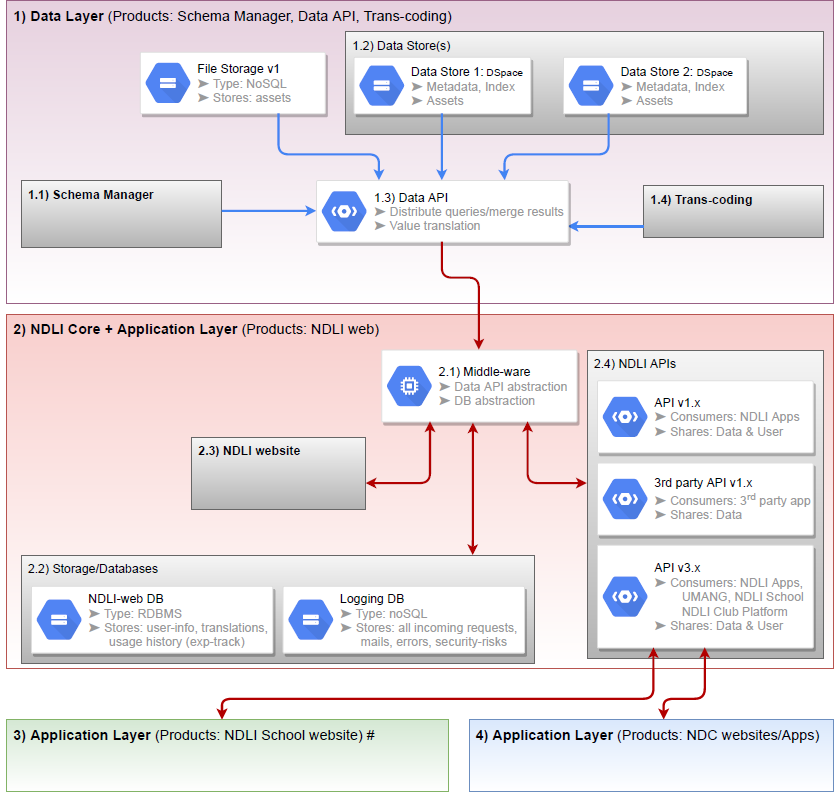 1) Data Layer (Products: Schema Manager, Data API, Trans-coding)
File Storage v1
➤ Type: NoSQL
➤ Stores: assets
1.2) Data Store(s)
Data Store 1: DSpace
➤ Metadata, Index
➤ Assets
Data Store 2: DSpace
➤ Metadata, Index
➤ Assets
1.1) Schema Manager
1.3) Data API
➤ Distribute queries/merge results
➤ Value translation
1.4) Trans-coding
2) NDLI Core + Application Layer (Products: NDLI web)
2.1) Middle-ware
➤ Data API abstraction
➤ DB abstraction
2.4) NDLI APIs
API v1.x
➤ Consumers: NDLI Apps
➤ Shares: Data & User
3rd party API v1.x
➤ Consumers: 3rd party app
➤ Shares: Data
API v3.x
➤ Consumers: NDLI Apps,
UMANG, NDLI School
NDLI Club Platform
➤ Shares: Data & User
2.3) NDLI website
2.2) Storage/Databases
NDLI-web DB
➤ Type: RDBMS
➤ Stores: user-info, translations,
usage history (exp-track)
Logging DB
➤ Type: noSQL
➤ Stores: all incoming requests,
mails, errors, security-risks
3) Application Layer (Products: NDLI School website) #
4) Application Layer (Products: NDC websites/Apps)